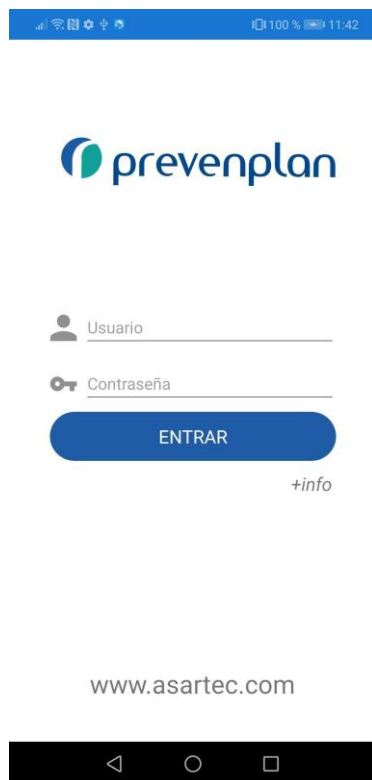 100 % 11:42
prevenplan
Usuario
Contraseña
ENTRAR
+info
www.asartec.com